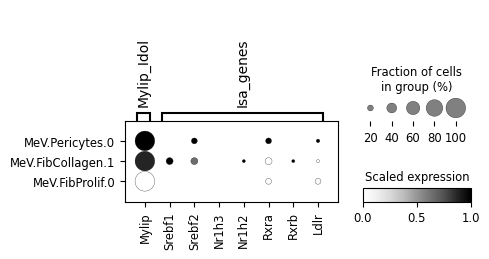 Mylip_Idol
Isa_genes
MeV.Pericytes.0
MeV.FibCollagen.1
MeV.FibProlif.0
Mylip
Srebf1
Srebf2
Nr1h3
Nr1h2
Rxra
Rxrb
Ldlr
Fraction of cells
in group (%)
20 40 60 80 100
Scaled expression
0.0 0.5 1.0